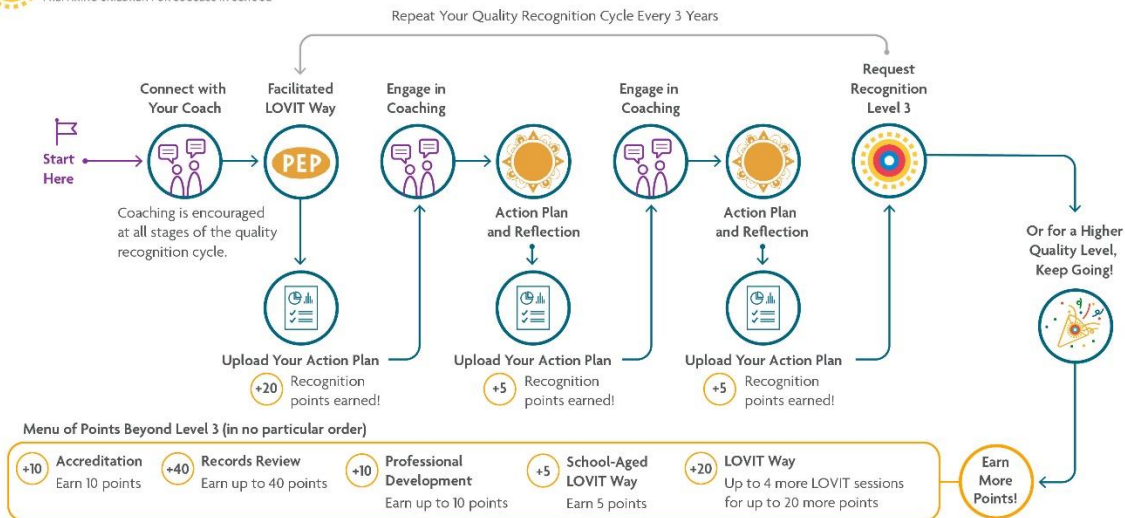 Repeat Your Quality Recognition Cycle Every 3 Years
Start
Here
Connect with
Your Coach
Coaching is encouraged
at all stages of the quality
recognition cycle.
Facilitated
LOVIT Way
PEP
Upload Your Action Plan
+20
Recognition
points earned!
Engage in
Coaching
Action Plan
and Reflection
Upload Your Action Plan
+5
Recognition
points earned!
Engage in
Coaching
Action Plan
and Reflection
Upload Your Action Plan
+5
Recognition
points earned!
Request
Recognition
Level 3
Or for a Higher
Quality Level,
Keep Going!
Earn
More
Points!
Menu of Points Beyond Level 3 (in no particular order)
+10
Accreditation
Earn 10 points
+40
Records Review
Earn up to 40 points
+10
Professional
Development
Earn up to 10 points
+5
School-Aged
LOVIT Way
Earn 5 points
+20
LOVIT Way
Up to 4 more LOVIT sessions
for up to 20 more points